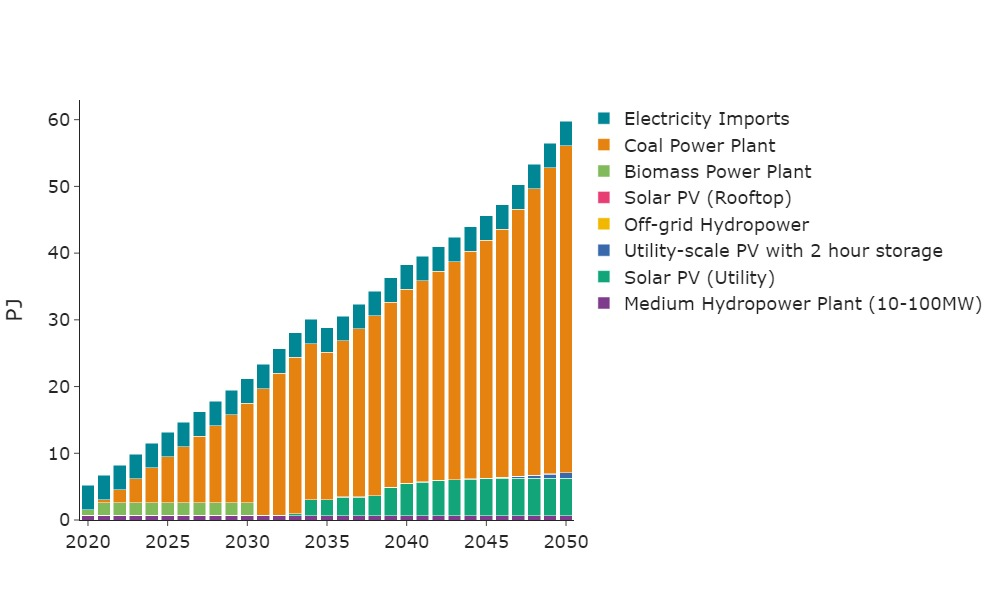 PJ
60
50
40
30
20
10
0
2020 2025 2030 2035 2040 2045 2050
Electricity Imports
Coal Power Plant
Biomass Power Plant
Solar PV (Rooftop)
Off-grid Hydropower
Utility-scale PV with 2 hour storage
Solar PV (Utility)
Medium Hydropower Plant (10-100MW)